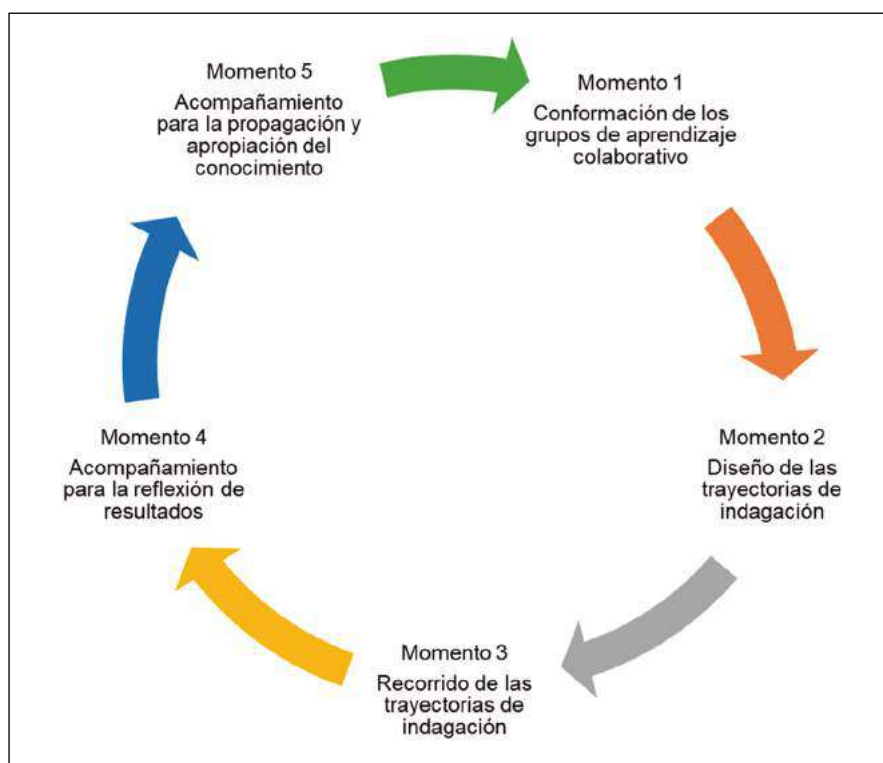 Momento 1
Conformación de los
grupos de aprendizaje
colaborativo
Momento 2
Diseño de las
trayectorias de
indagación
Momento 3
Recorrido de las
trayectorias de
indagación
Momento 4
Acompañamiento
para la reflexión de
resultados
Momento 5
Acompañamiento
para la propagación y
apropiación del
conocimiento